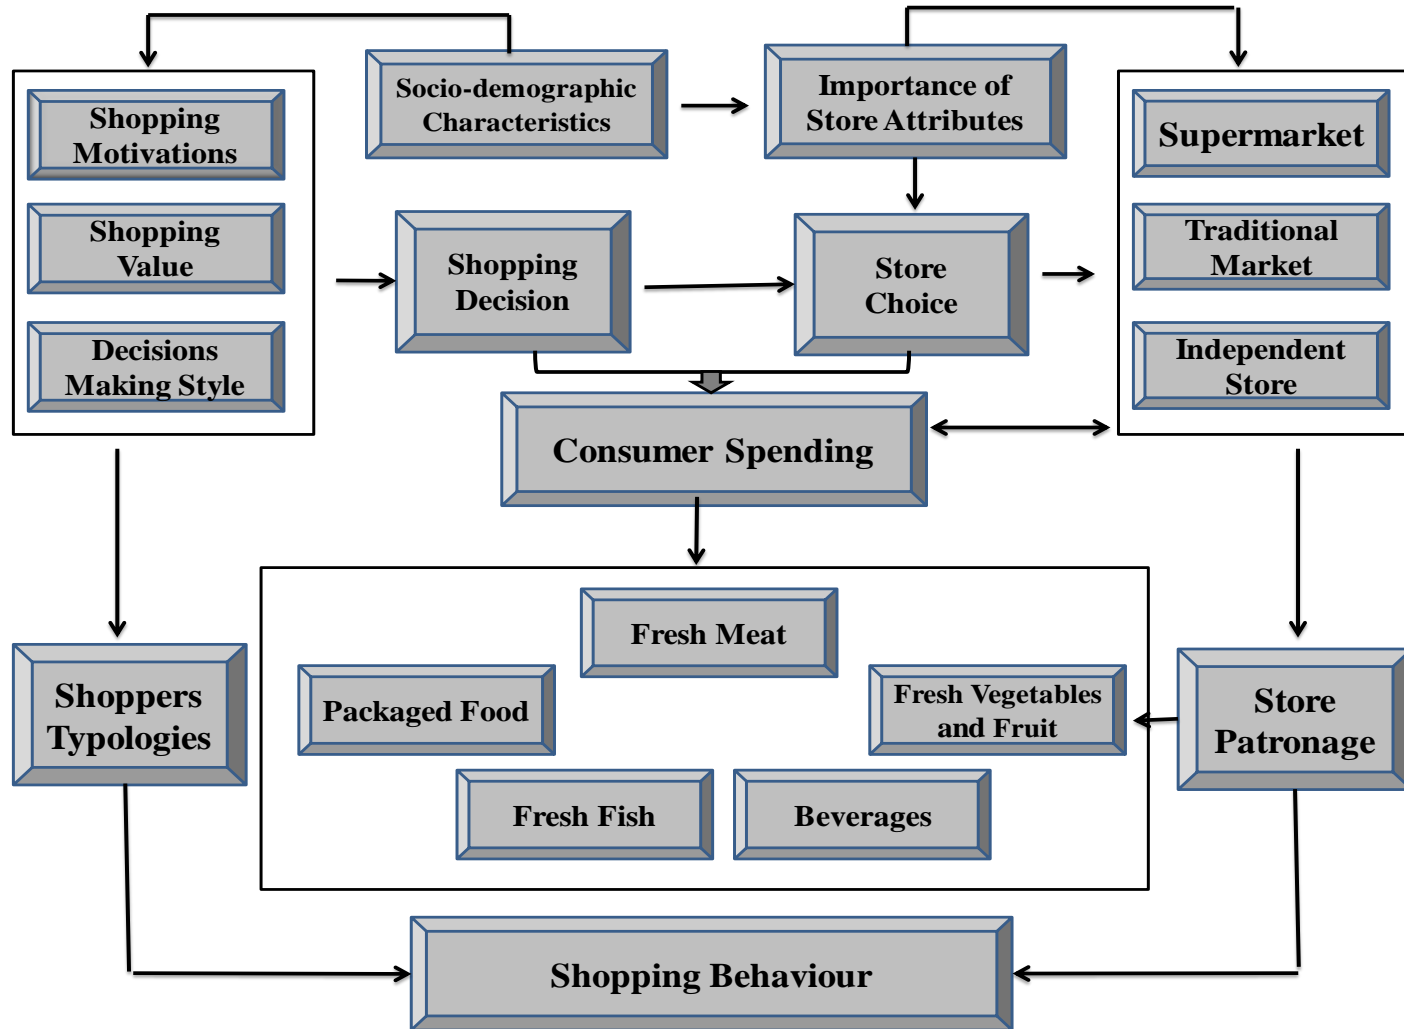 Socio-demographic
Characteristics
Importance of
Store Attributes
Shopping
Motivations
Supermarket
Shopping
Value
Shopping
Decision
Store
Choice
Traditional
Market
Decisions
Making Style
Independent
Store
Consumer Spending
Fresh Meat
Shoppers
Typologies
Packaged Food
Fresh Vegetables
and Fruit
Store
Patronage
Fresh Fish
Beverages
Shopping Behaviour